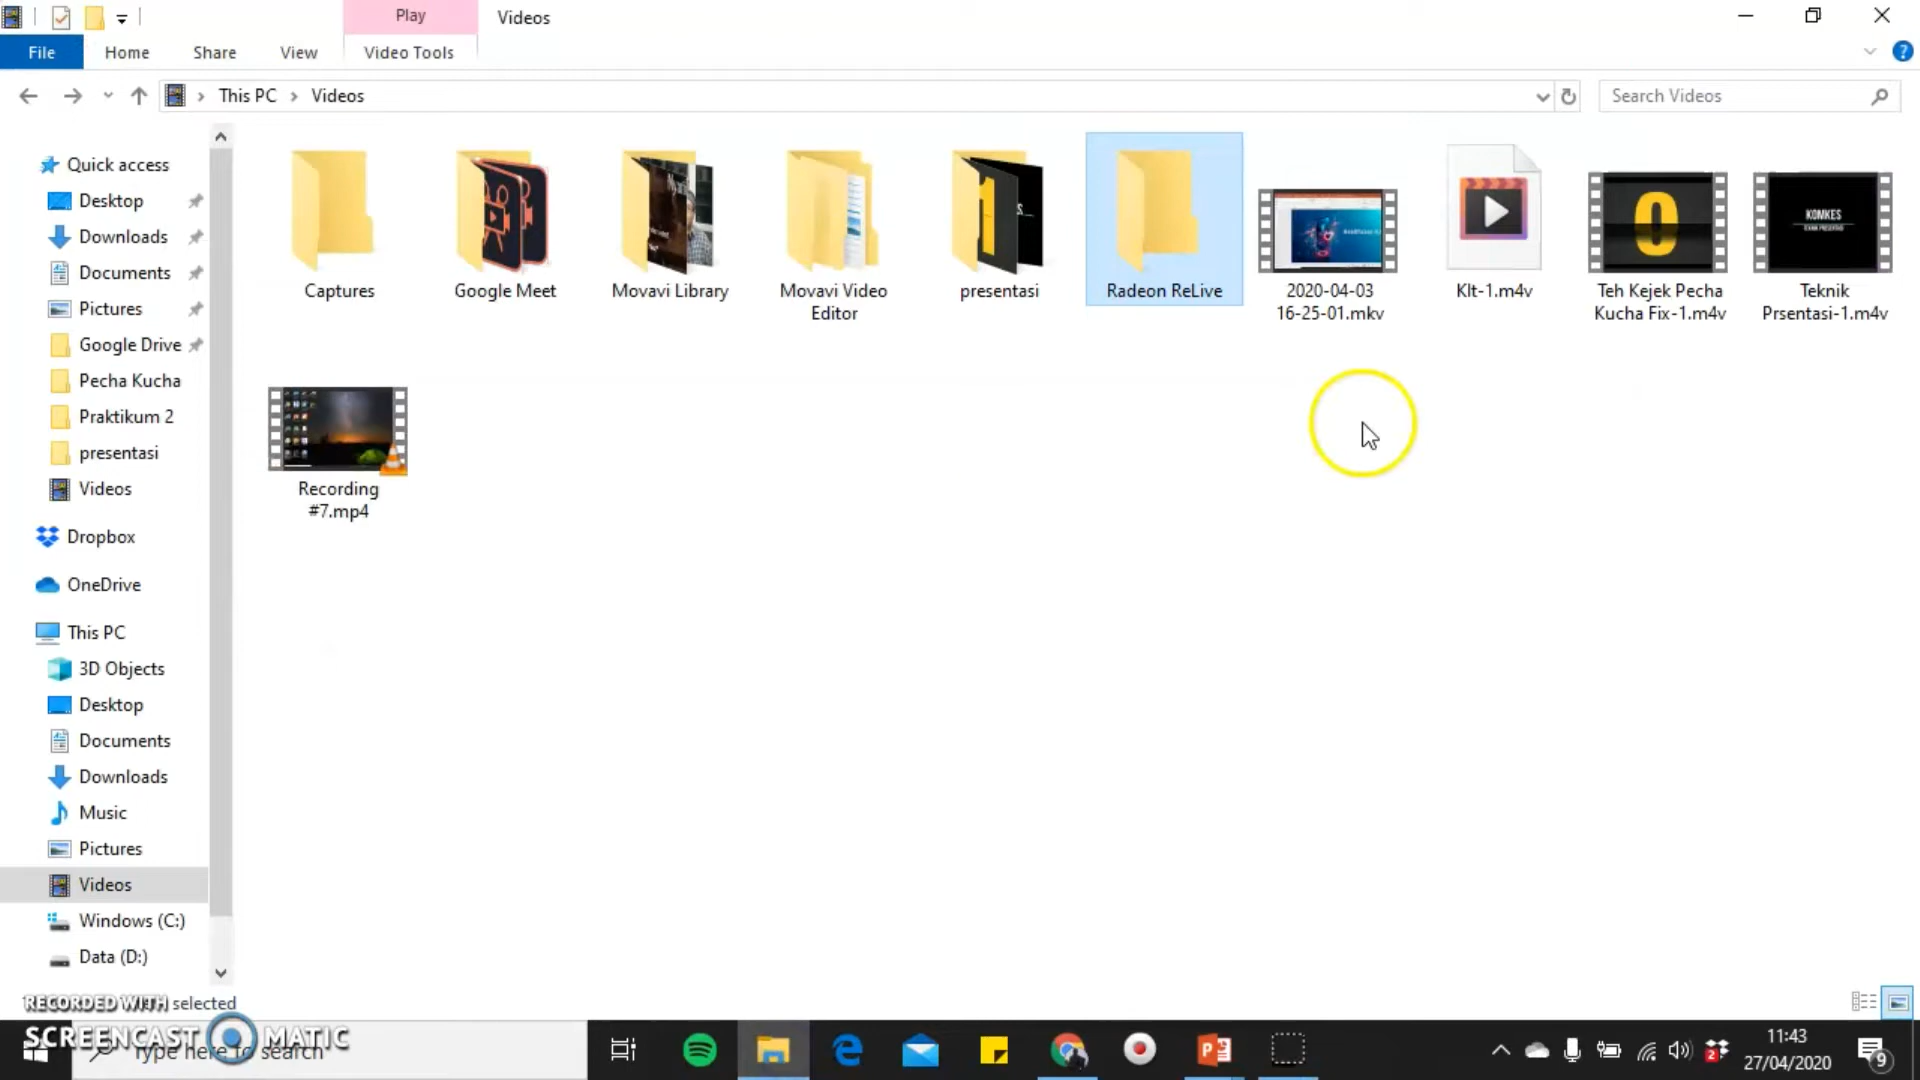 Play
Videos
File
Home
Share
View
Video Tools
This PC
Videos
Search Videos
Quick access
Desktop
Downloads
Documents
Pictures
Google Drive
Pecha Kucha
Praktikum 2
presentasi
Videos
Dropbox
OneDrive
This PC
3D Objects
Desktop
Documents
Downloads
Music
Pictures
Videos
Windows (C:)
Data (D:)
Captures
Google Meet
Movavi Library
Movavi Video
Editor
presentasi
Radeon ReLive
2020-04-03
16-25-01.mkv
Klt-1.m4v
Teh Kejek Pecha
Kucha Fix-1.m4v
KOMKES
Teknik
Prsentasi-1.m4v
Recording
#7.mp4
selected
RECORDED WITH
SCREENCAST MATIC
Type here to search
11:43
27/04/2020
9
2